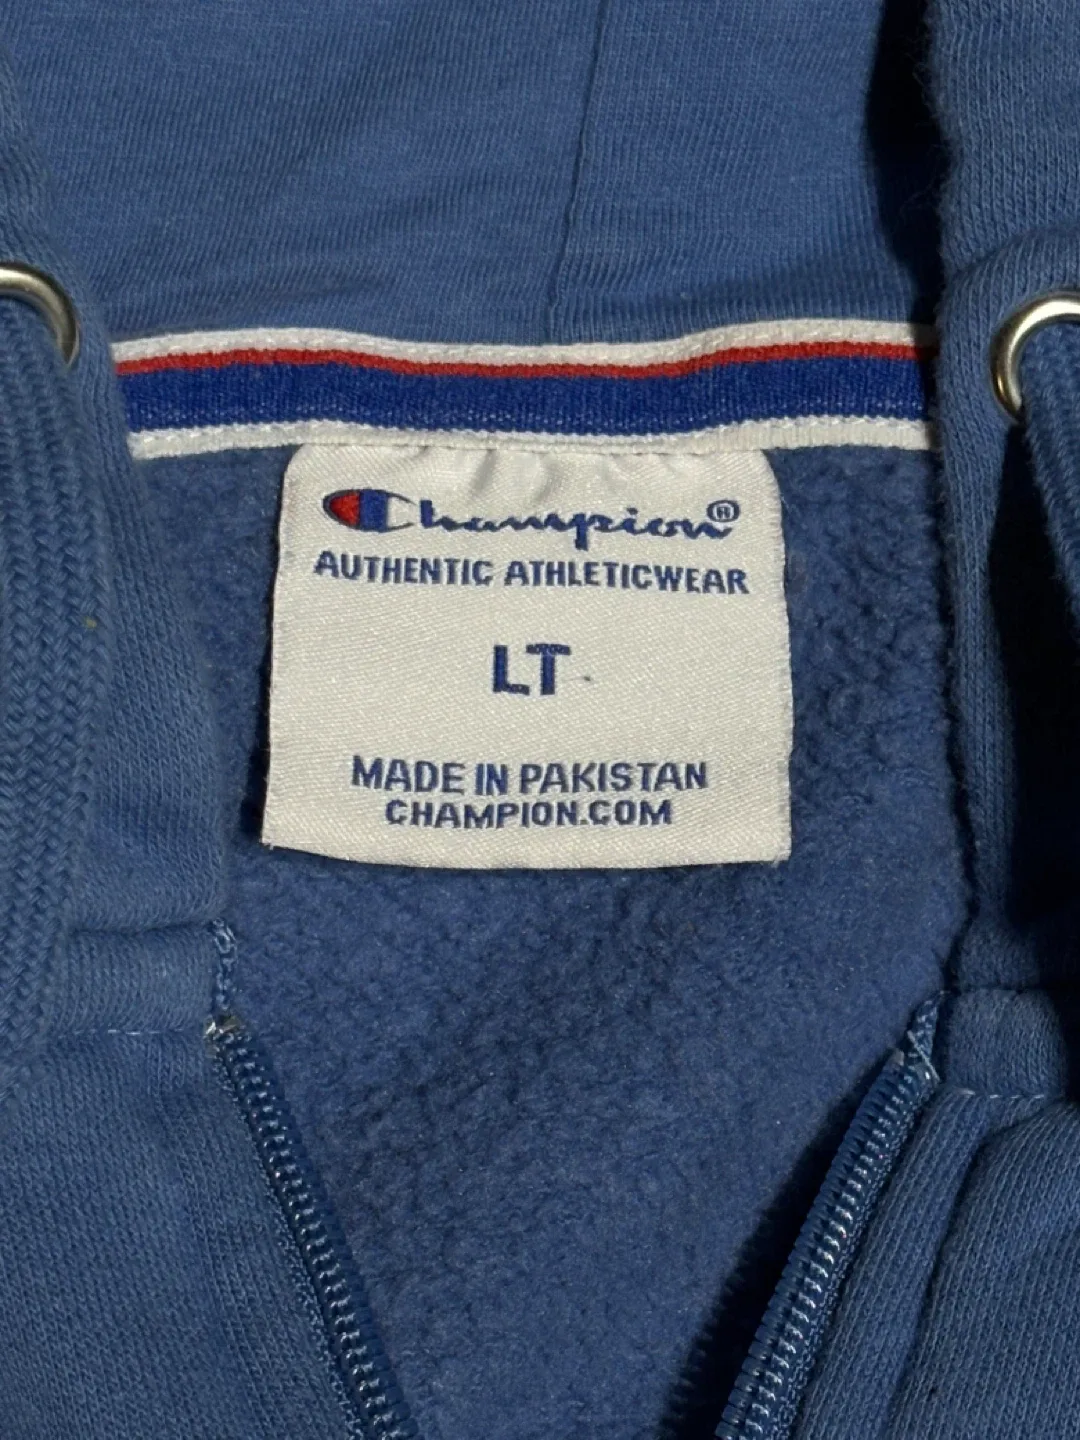 Champion®
AUTHENTIC ATHLETICWEAR
LT
MADE IN PAKISTAN
CHAMPION.COM